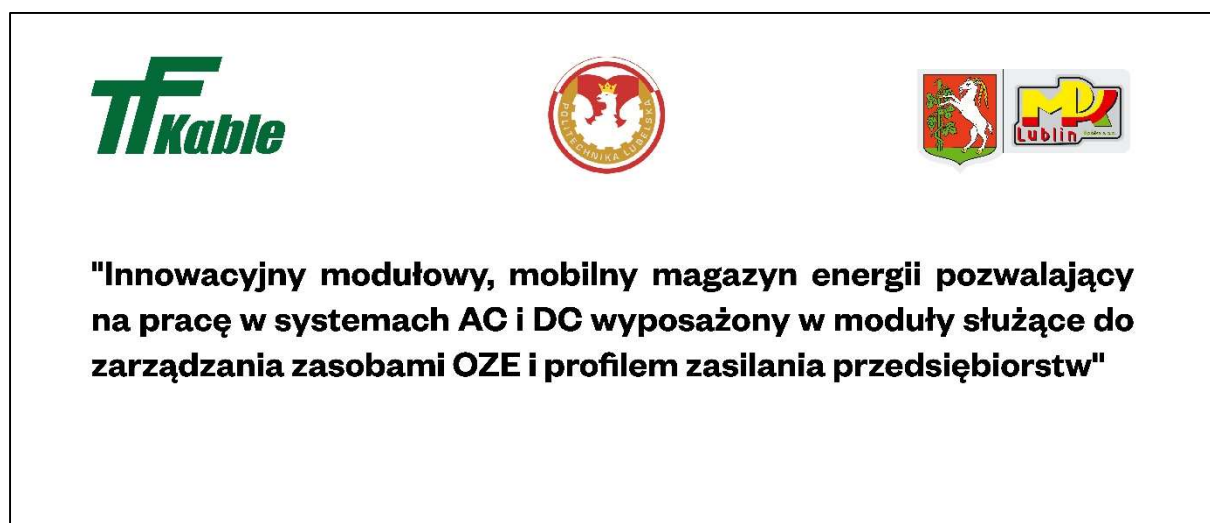 TF Kable
POLITECHNIKA LUBELSKA
MPK
Lublin
"Innowacyjny modułowy, mobilny magazyn energii pozwalający
na pracę w systemach AC i DC wyposażony w moduły służące do
zarządzania zasobami OZE i profilem zasilania przedsiębiorstw"